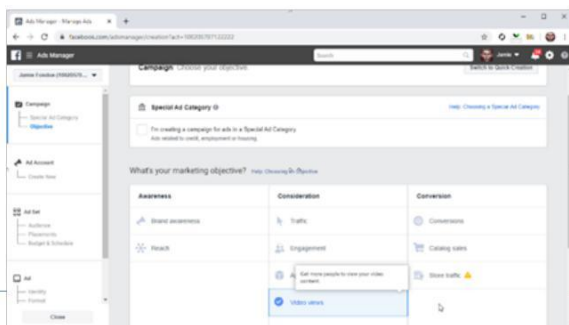 Ads Manager - Manage Ads
facebook.com/adsmanager/creation?act=
Ads Manager
Search
Jamie
Campaign Choose your objective.
Switch to Quick Creation
Campaign
Special Ad Category
Objective
Ad Account
Create New
Ad Set
Audience
Placements
Budget & Schedule
Ad
Identity
Format
Close
Special Ad Category
Help: Choosing a Special Ad Category
I'm creating a campaign for ads in a Special Ad Category
Ads related to credit, employment or housing.
What's your marketing objective? Help: Choosing an Objective
Awareness
Consideration
Conversion
Brand awareness
Traffic
Conversions
Reach
Engagement
Catalog sales
Get more people to view your video content.
Store traffic
Video views